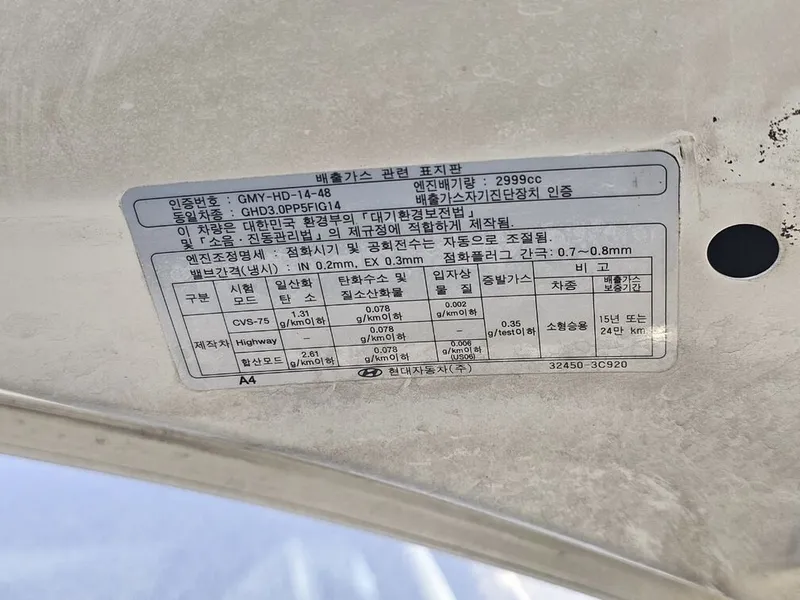 배출가스 관련 표지판
인증번호 : GMY-HD-14-48
엔진배기량 : 2999cc
동일차종 : GHD3.0PP5FIG14
배출가스자기진단장치 인증
이 차량은 대한민국 환경부의 「대기환경보전법」
및 「소음ㆍ진동관리법」의 제규정에 적합하게 제작됨.
엔진조정명세 : 점화시기 및 공회전수는 자동으로 조절됨.
밸브간격(냉시) : IN 0.2mm, EX 0.3mm 점화플러그 간극: 0.7~0.8mm
구분 시험 모드 일산화 탄소 탄화수소 및 질소산화물 입자상 물질 증발가스 비고
차종 배출가스 보증기간
제작차 CVS-75 1.31 g/km이하 0.078 g/km이하 0.002 g/km이하 0.35 g/test이하 소형승용 15년 또는 24만 km
Highway – 0.078 g/km이하 –
합산모드 2.61 g/km이하 0.078 g/km이하 0.006 g/km이하 (US06)
A4 현대자동차(주) 32450-3C920